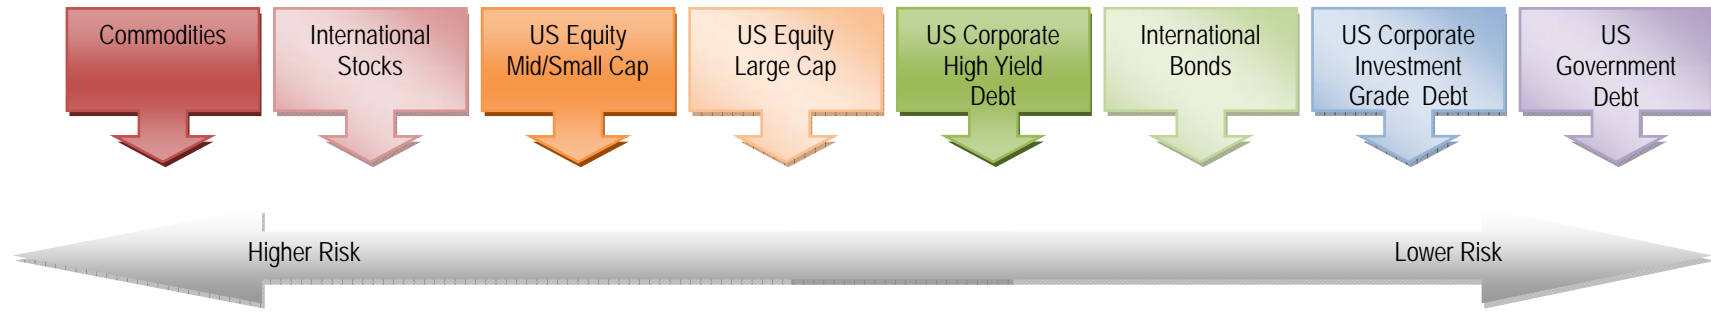 Commodities
International
Stocks
US Equity
Mid/Small Cap
US Equity
Large Cap
US Corporate
High Yield
Debt
International
Bonds
US Corporate
Investment
Grade Debt
US
Government
Debt
Higher Risk
Lower Risk